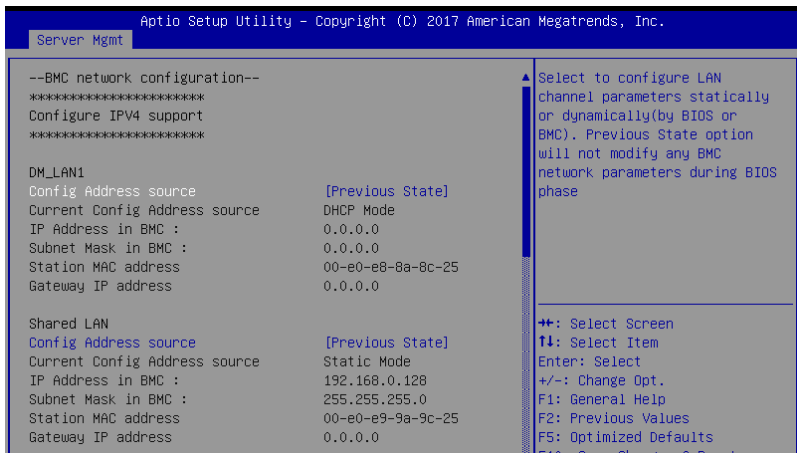 Aptio Setup Utility – Copyright (C) 2017 American Megatrends, Inc.
Server Mgmt
--BMC network configuration--
**********************
Configure IPV4 support
**********************
DM_LAN1
Config Address source [Previous State]
Current Config Address source DHCP Mode
IP Address in BMC : 0.0.0.0
Subnet Mask in BMC : 0.0.0.0
Station MAC address 00-e0-e8-8a-8c-25
Gateway IP address 0.0.0.0
Shared LAN
Config Address source [Previous State]
Current Config Address source Static Mode
IP Address in BMC : 192.168.0.128
Subnet Mask in BMC : 255.255.255.0
Station MAC address 00-e0-e9-9a-9c-25
Gateway IP address 0.0.0.0
Select to configure LAN
channel parameters statically
or dynamically(by BIOS or
BMC). Previous State option
will not modify any BMC
network parameters during BIOS
phase
→←: Select Screen
↑↓: Select Item
Enter: Select
+/-: Change Opt.
F1: General Help
F2: Previous Values
F5: Optimized Defaults